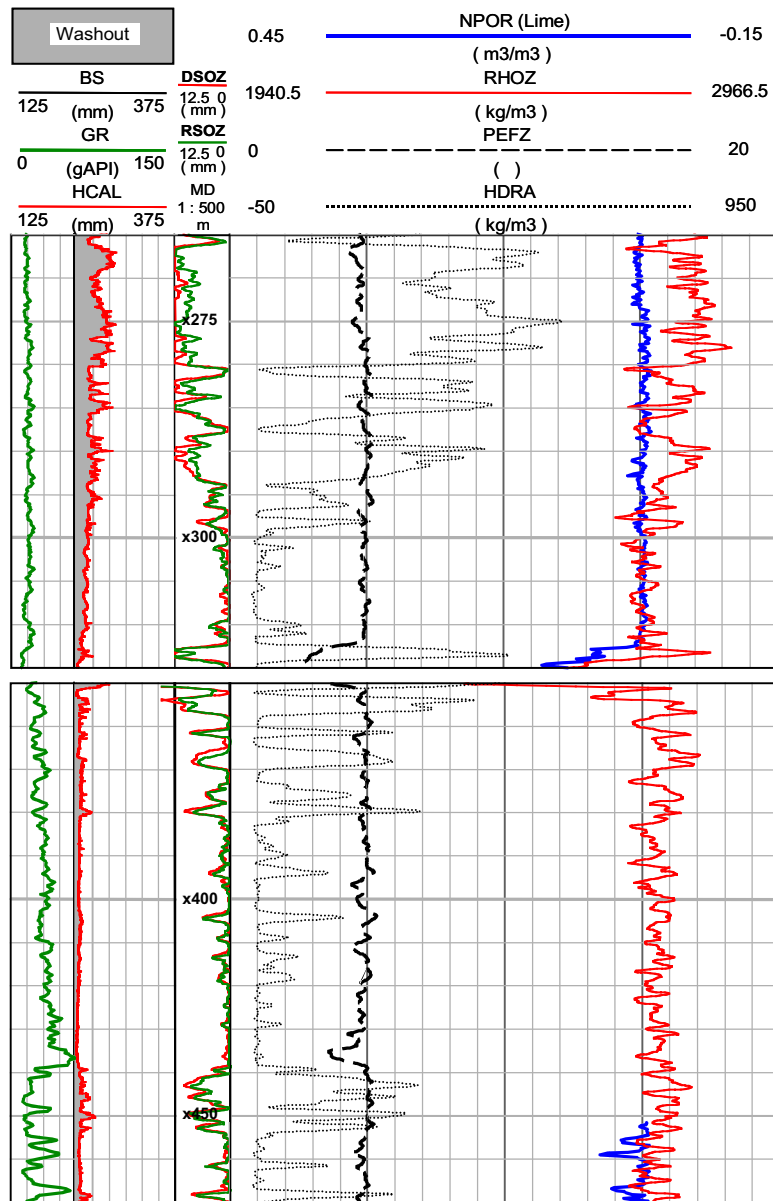 Washout
0.45 NPOR (Lime) -0.15
( m3/m3 )
BS DSOZ 1940.5 RHOZ 2966.5
125 (mm) 375 12.5 0 ( mm ) ( kg/m3 )
GR RSOZ 0 PEFZ 20
0 (gAPI) 150 12.5 0 ( mm ) ( )
HCAL MD -50 HDRA 950
125 (mm) 375 1 : 500 m ( kg/m3 )
x275
x300
x400
x450